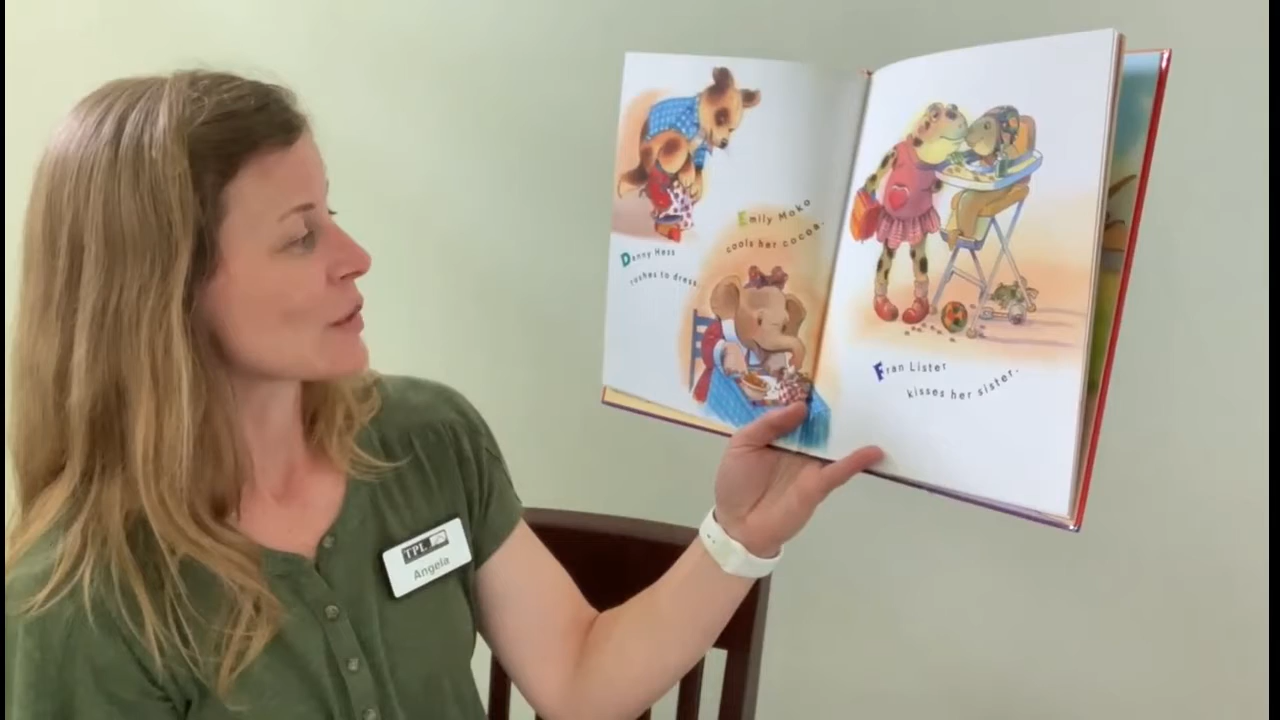 Danny Hess
rushes to dress.
Emily Moko
cools her cocoa.
Fran Lister
kisses her sister.
TPL
Angela